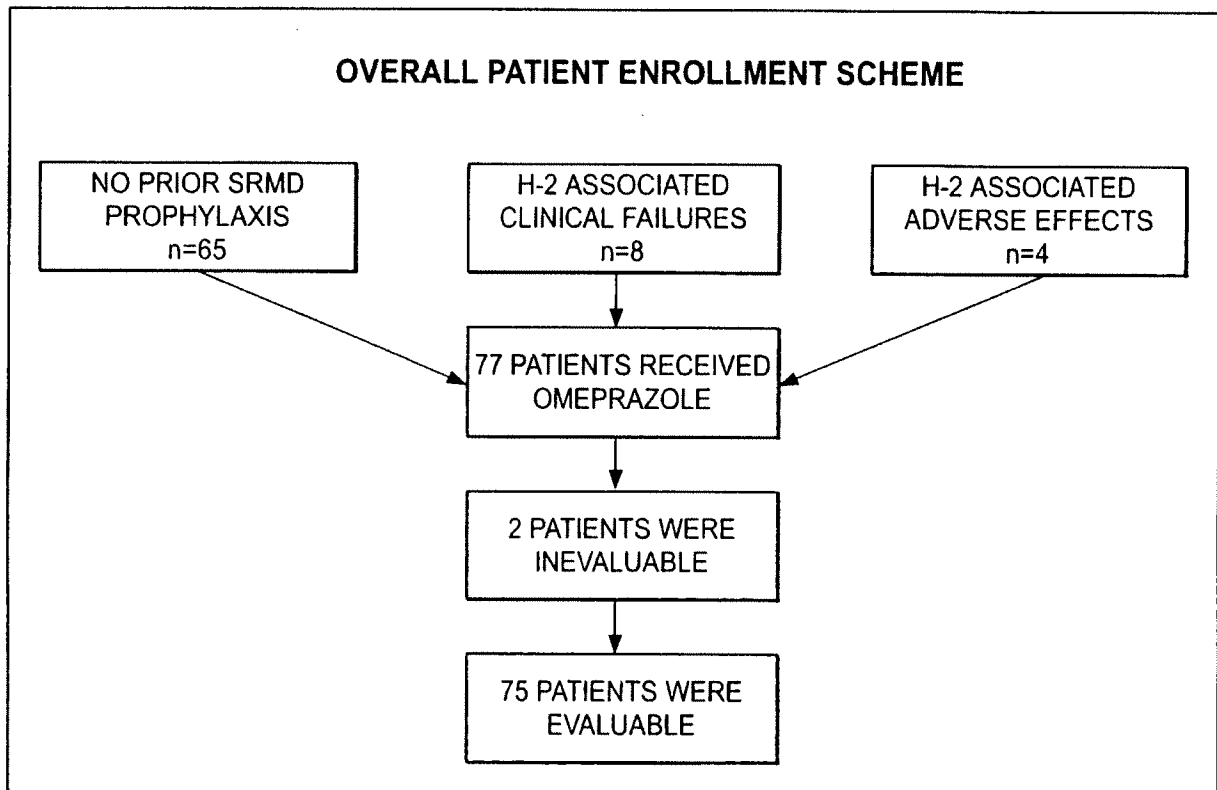 OVERALL PATIENT ENROLLMENT SCHEME
NO PRIOR SRMD
PROPHYLAXIS
n=65
H-2 ASSOCIATED
CLINICAL FAILURES
n=8
H-2 ASSOCIATED
ADVERSE EFFECTS
n=4
77 PATIENTS RECEIVED
OMEPRAZOLE
2 PATIENTS WERE
INEVALUABLE
75 PATIENTS WERE
EVALUABLE